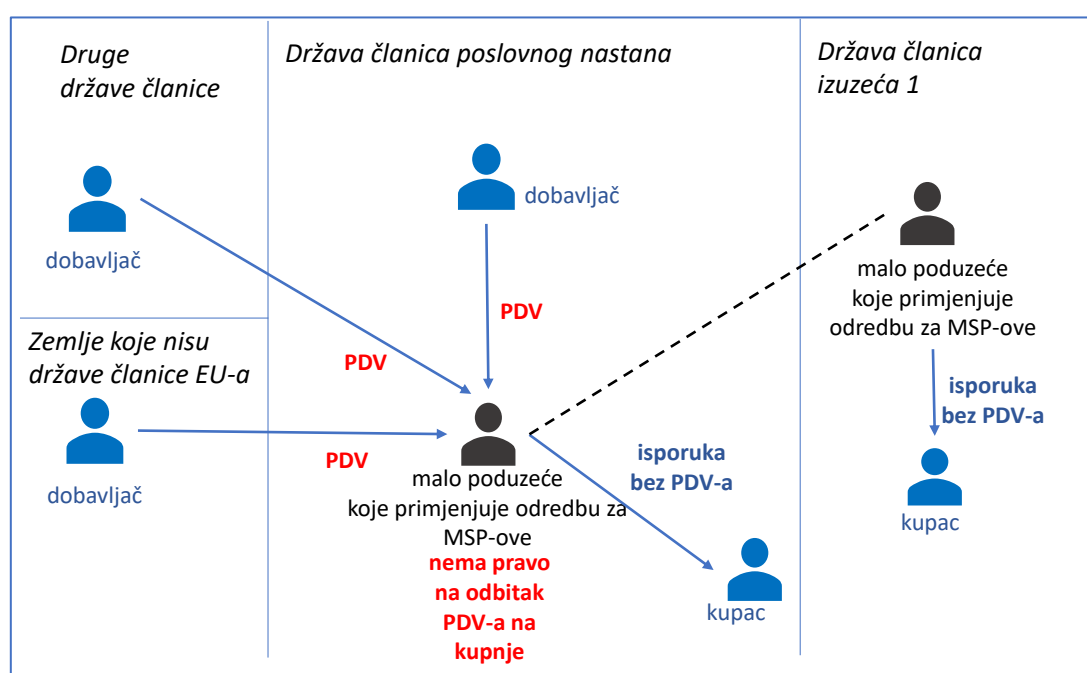 Druge
države članice
dobavljač
Zemlje koje nisu
države članice EU-a
dobavljač
PDV
PDV
Država članica poslovnog nastana
dobavljač
PDV
malo poduzeće
koje primjenjuje odredbu za
MSP-ove
nema pravo
na odbitak
PDV-a na
kupnje
isporuka
bez PDV-a
kupac
Država članica
izuzeća 1
malo poduzeće
koje primjenjuje
odredbu za MSP-ove
isporuka
bez PDV-a
kupac